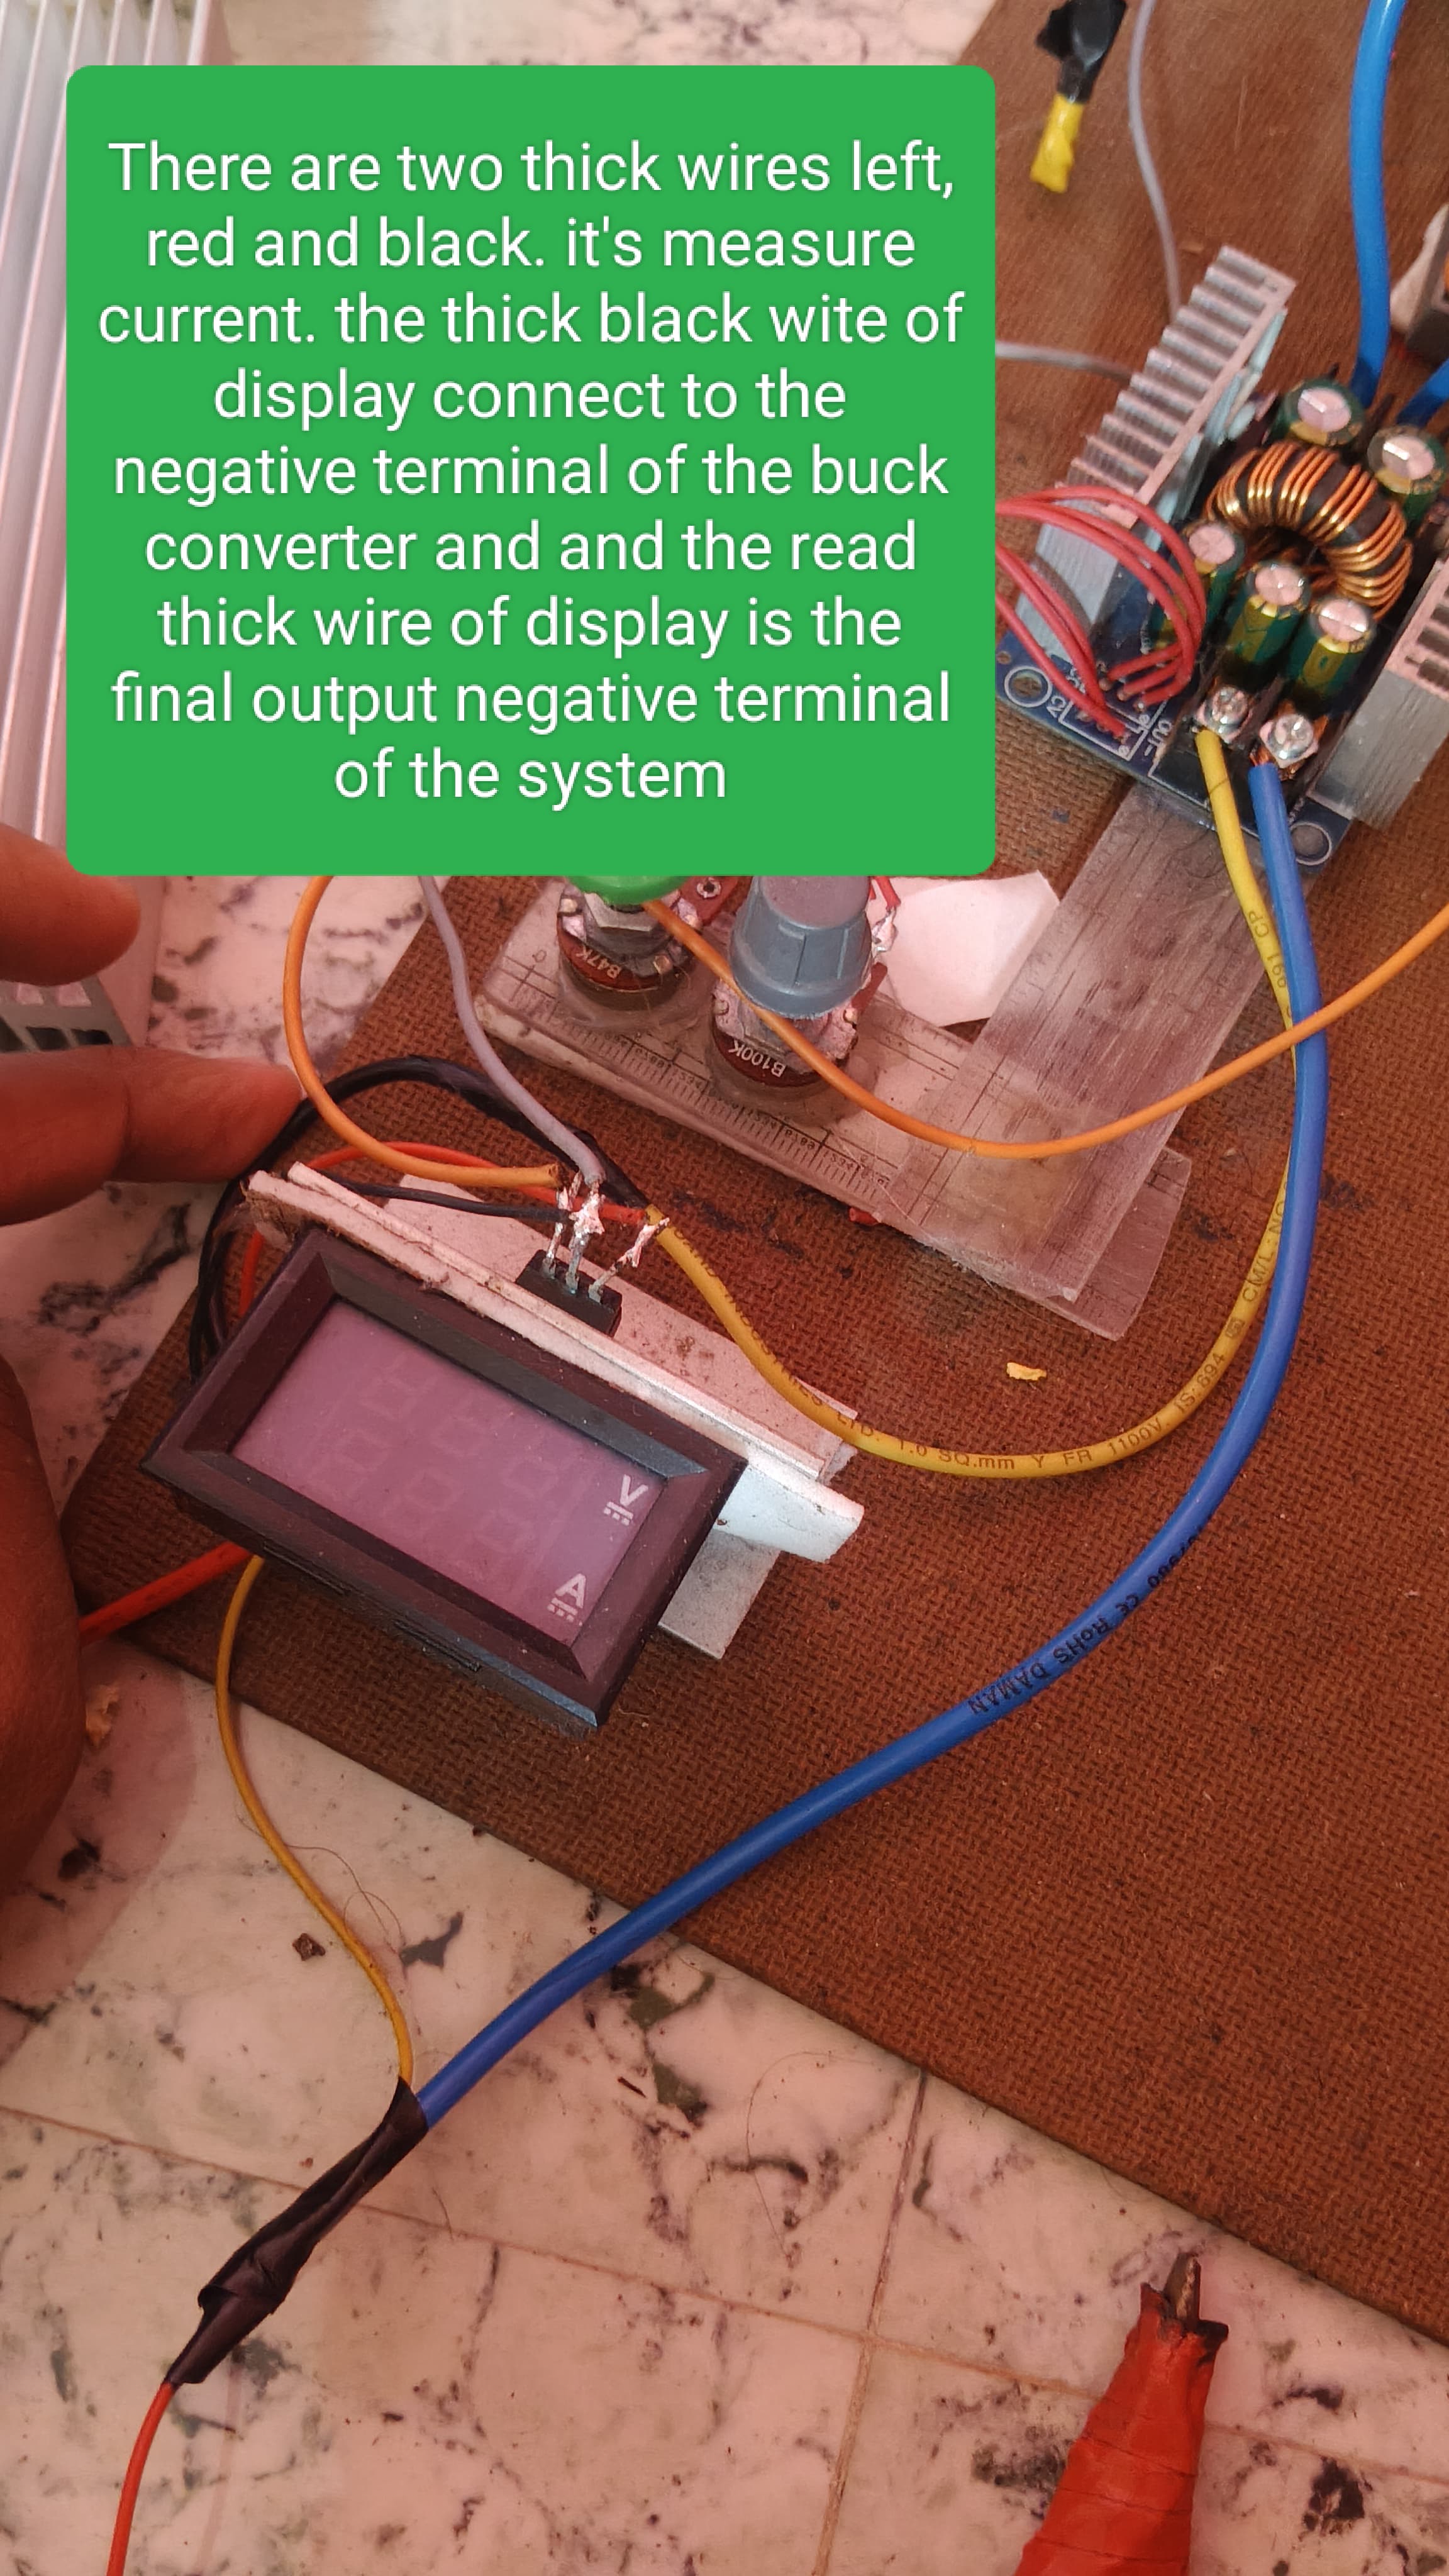 There are two thick wires left,
red and black. it's measure
current. the thick black wite of
display connect to the
negative terminal of the buck
converter and and the read
thick wire of display is the
final output negative terminal
of the system
OUT-
B47K
B100K
1.0 SQ.mm Y FR 1100V. IS: 694
CM/L
V
A
CE RoHS DAMAN